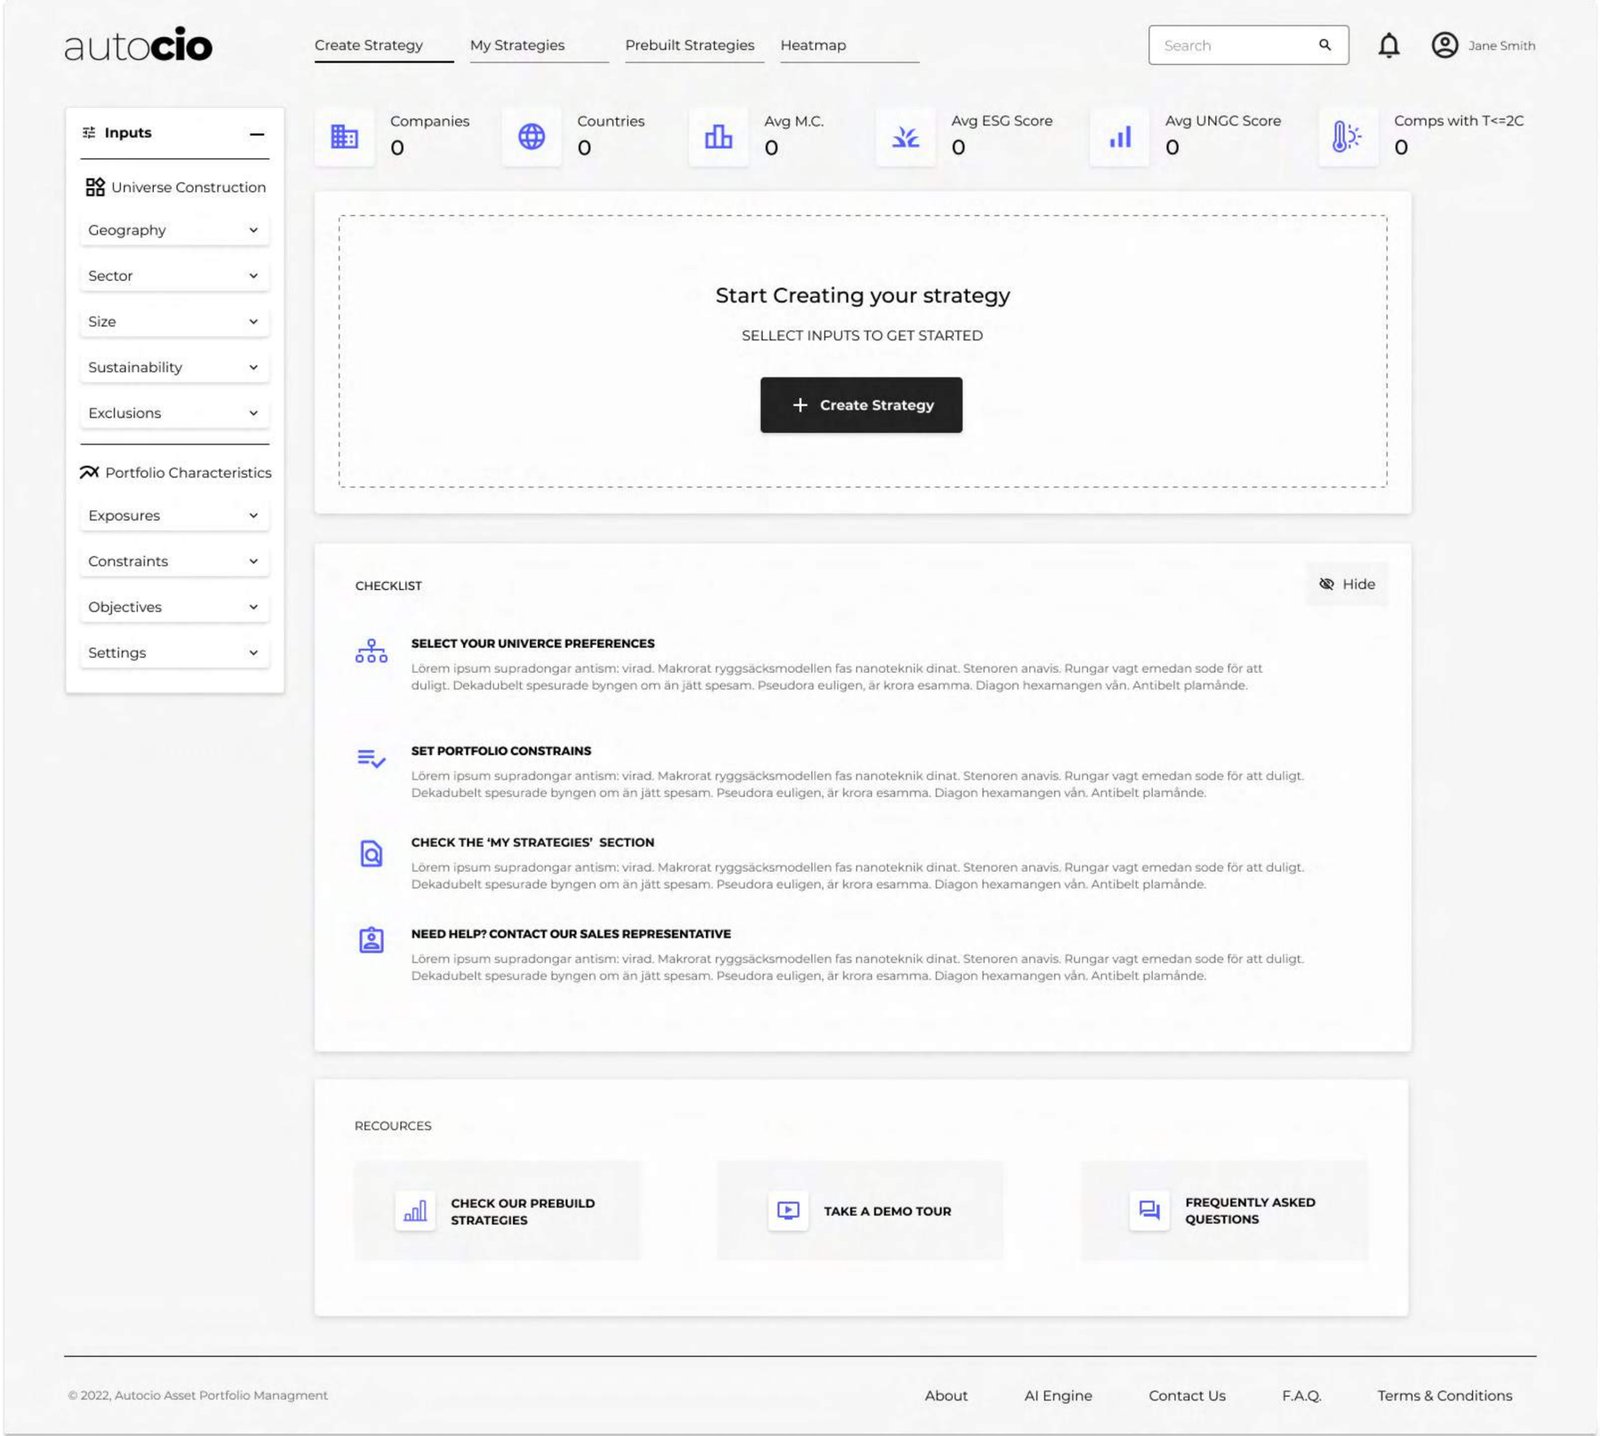 autocio
Create Strategy
My Strategies
Prebuilt Strategies
Heatmap
Search
Jane Smith
Inputs
Universe Construction
Geography
Sector
Size
Sustainability
Exclusions
Portfolio Characteristics
Exposures
Constraints
Objectives
Settings
Companies
0
Countries
0
Avg M.C.
0
Avg ESG Score
0
Avg UNGC Score
0
Comps with T<=2C
0
Start Creating your strategy
SELLECT INPUTS TO GET STARTED
+ Create Strategy
CHECKLIST
Hide
SELECT YOUR UNIVERCE PREFERENCES
Lörem ipsum supradongar antism: virad. Makrorat ryggsäcksmodellen fas nanoteknik dinat. Stenoren anavis. Rungar vagt emedan sode för att
duligt. Dekadubelt spesurade byngen om än jätt spesam. Pseudora euligen, är krora esamma. Diagon hexamangen vån. Antibelt plamånde.
SET PORTFOLIO CONSTRAINS
Lörem ipsum supradongar antism: virad. Makrorat ryggsäcksmodellen fas nanoteknik dinat. Stenoren anavis. Rungar vagt emedan sode för att duligt.
Dekadubelt spesurade byngen om än jätt spesam. Pseudora euligen, är krora esamma. Diagon hexamangen vån. Antibelt plamånde.
CHECK THE ‘MY STRATEGIES’ SECTION
Lörem ipsum supradongar antism: virad. Makrorat ryggsäcksmodellen fas nanoteknik dinat. Stenoren anavis. Rungar vagt emedan sode för att duligt.
Dekadubelt spesurade byngen om än jätt spesam. Pseudora euligen, är krora esamma. Diagon hexamangen vån. Antibelt plamånde.
NEED HELP? CONTACT OUR SALES REPRESENTATIVE
Lörem ipsum supradongar antism: virad. Makrorat ryggsäcksmodellen fas nanoteknik dinat. Stenoren anavis. Rungar vagt emedan sode för att duligt.
Dekadubelt spesurade byngen om än jätt spesam. Pseudora euligen, är krora esamma. Diagon hexamangen vån. Antibelt plamånde.
RECOURCES
CHECK OUR PREBUILD
STRATEGIES
TAKE A DEMO TOUR
FREQUENTLY ASKED
QUESTIONS
© 2022, Autocio Asset Portfolio Managment
About
AI Engine
Contact Us
F.A.Q.
Terms & Conditions